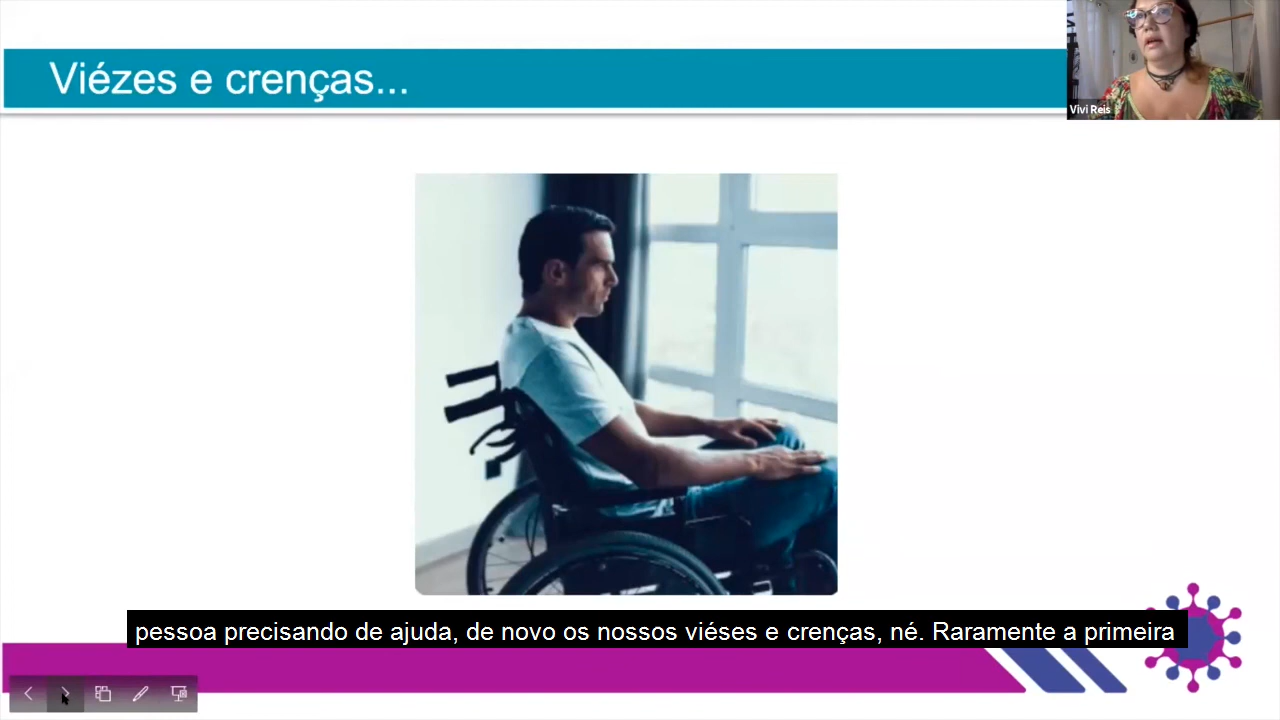 Viézes e crenças...
Vivi Reis
pessoa precisando de ajuda, de novo os nossos viéses e crenças, né. Raramente a primeira